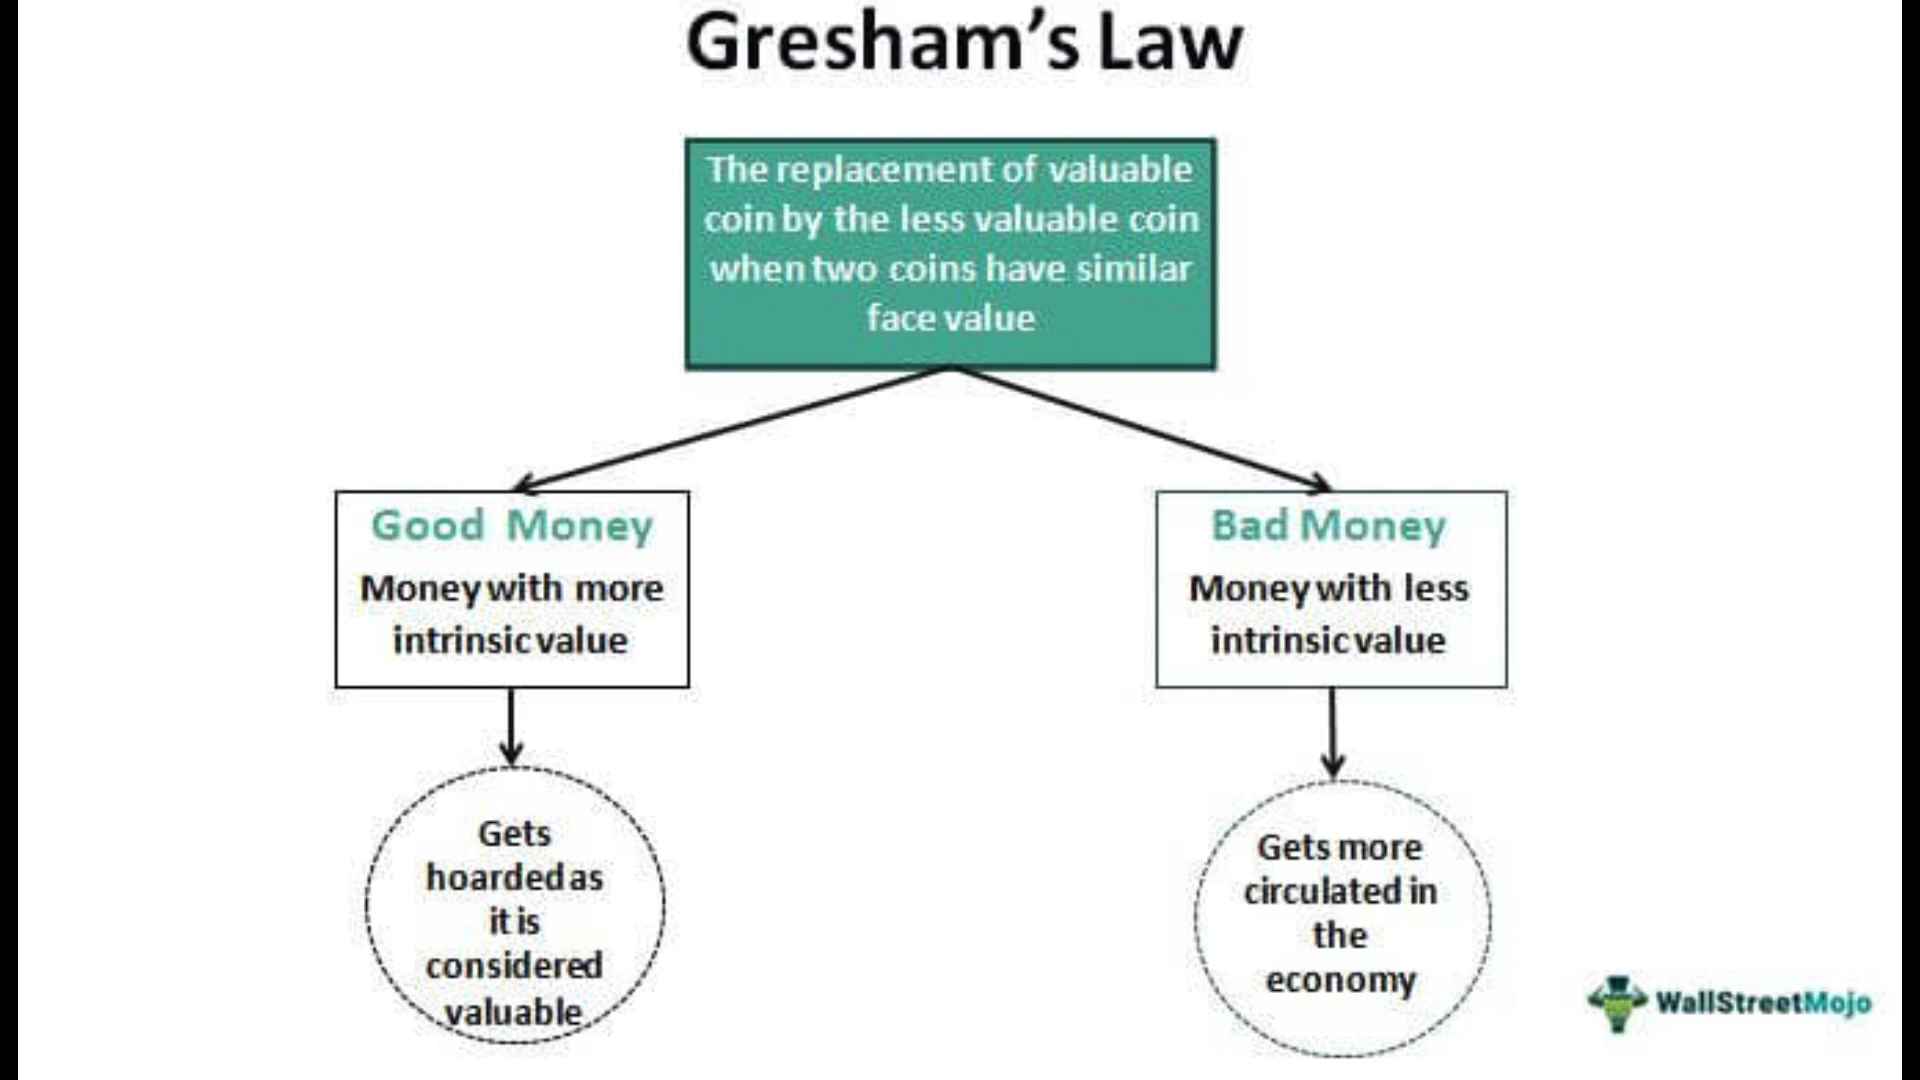 Gresham’s Law
The replacement of valuable
coin by the less valuable coin
when two coins have similar
face value
Good Money
Money with more
intrinsic value
Bad Money
Money with less
intrinsic value
Gets
hoarded as
it is
considered
valuable
Gets more
circulated in
the
economy
WallStreetMojo